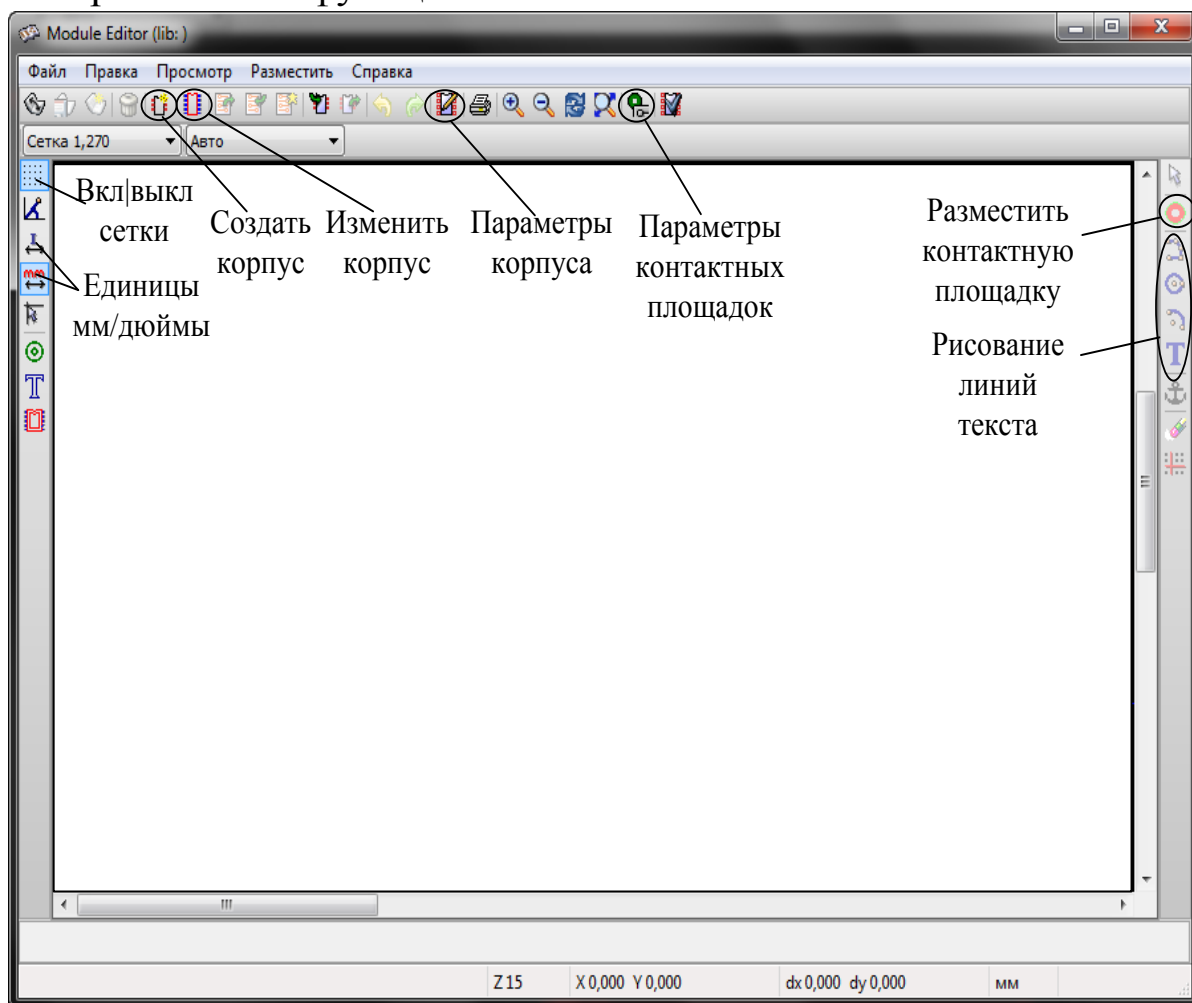 Module Editor (lib: )
Файл Правка Просмотр Разместить Справка
Сетка 1,270 Авто
Вкл|выкл
сетки
Создать
корпус
Изменить
корпус
Параметры
корпуса
Параметры
контактных
площадок
Разместить
контактную
площадку
Единицы
мм/дюймы
Рисование
линий
текста
Z 15 X 0,000 Y 0,000 dx 0,000 dy 0,000 мм